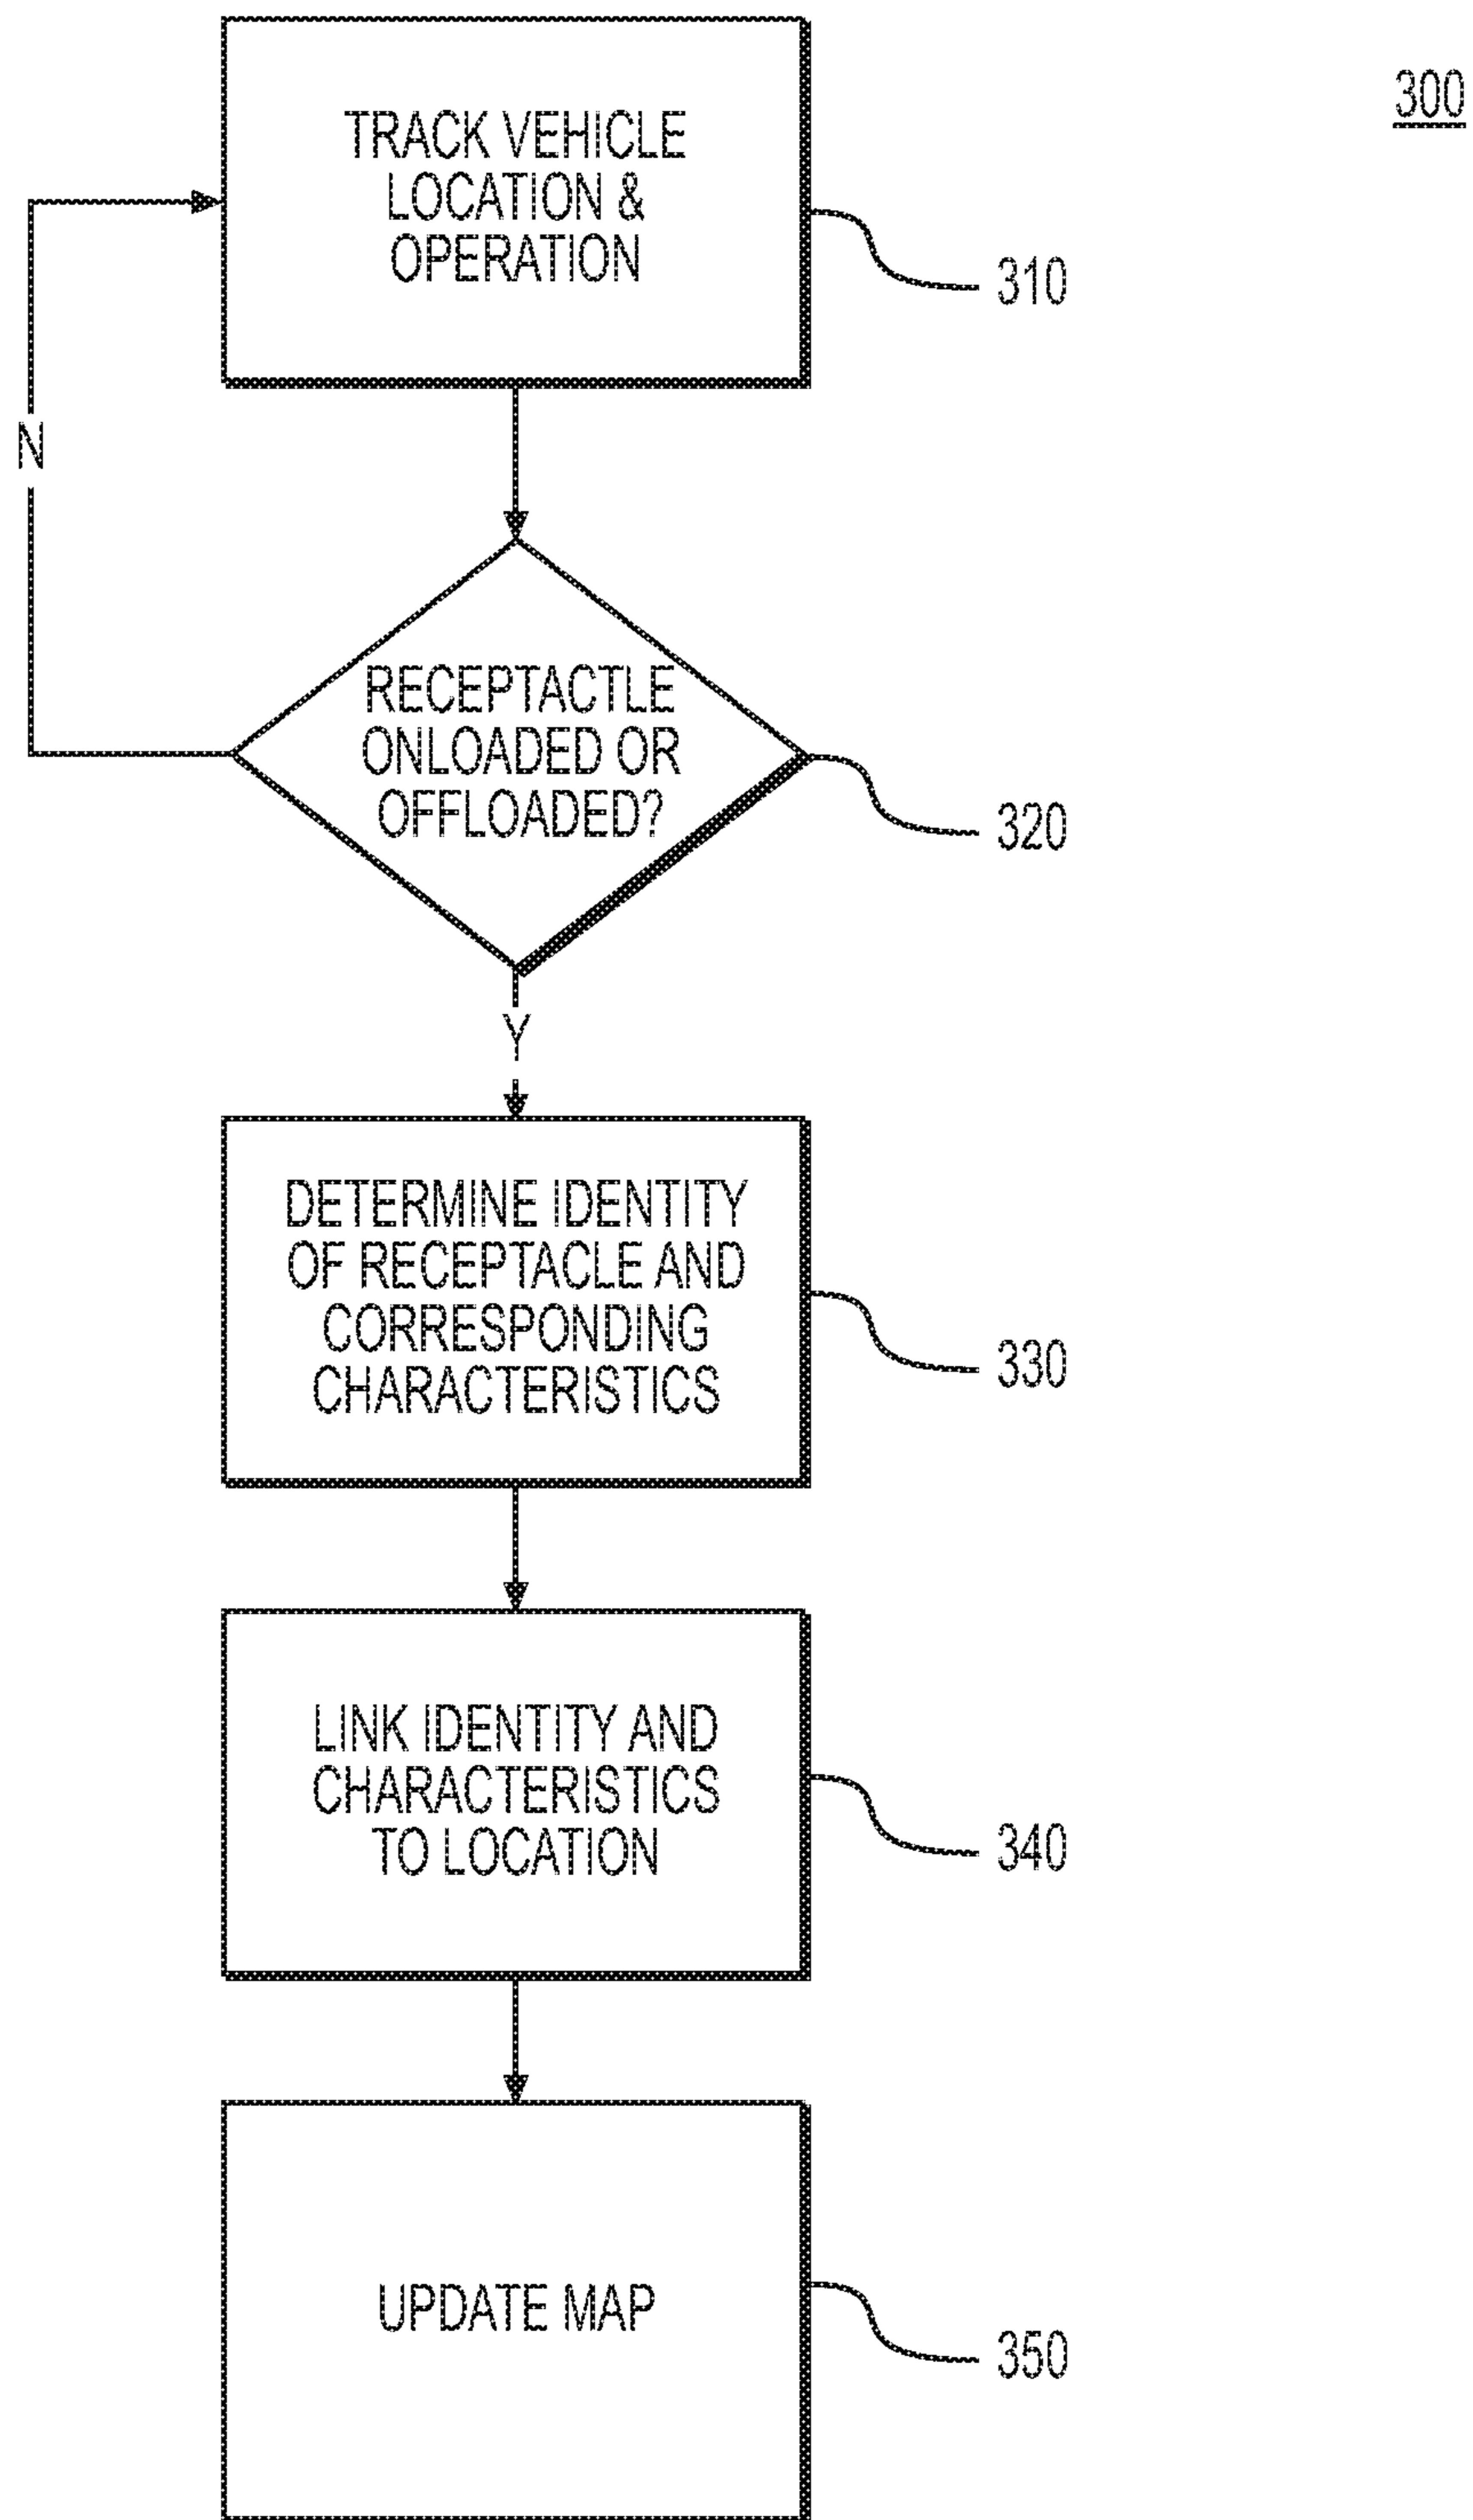 300
TRACK VEHICLE
LOCATION &
OPERATION
310
N
RECEPTACTLE
ONLOADED OR
OFFLOADED?
320
Y
DETERMINE IDENTITY
OF RECEPTACLE AND
CORRESPONDING
CHARACTERISTICS
330
LINK IDENTITY AND
CHARACTERISTICS
TO LOCATION
340
UPDATE MAP
350